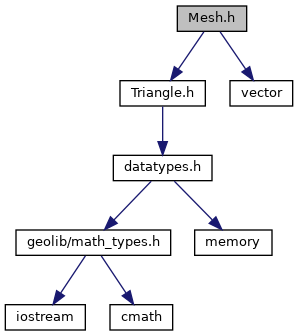 Mesh.h
Triangle.h
vector
datatypes.h
geolib/math_types.h
memory
iostream
cmath